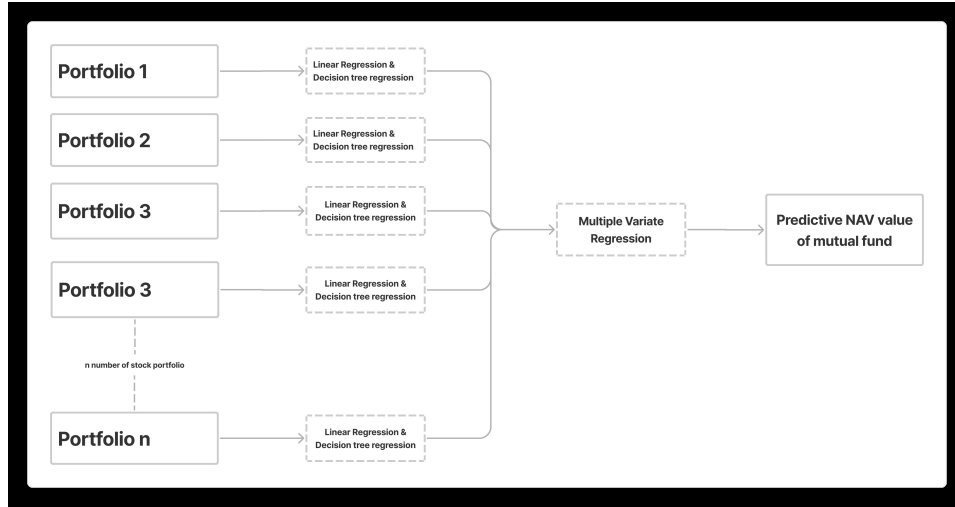 Portfolio 1
Linear Regression &
Decision tree regression
Portfolio 2
Linear Regression &
Decision tree regression
Portfolio 3
Linear Regression &
Decision tree regression
Multiple Variate
Regression
Predictive NAV value
of mutual fund
Portfolio 3
Linear Regression &
Decision tree regression
n number of stock portfolio
Portfolio n
Linear Regression &
Decision tree regression